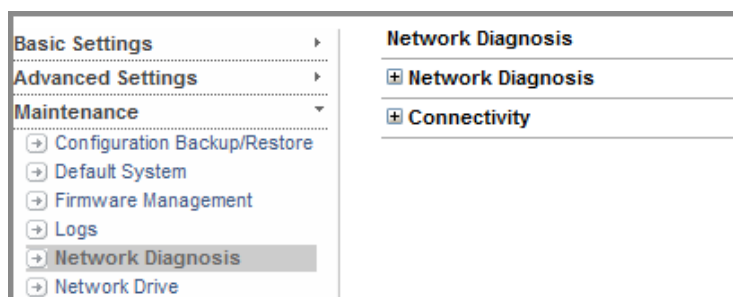 Basic Settings
Advanced Settings
Maintenance
Configuration Backup/Restore
Default System
Firmware Management
Logs
Network Diagnosis
Network Drive
Network Diagnosis
Network Diagnosis
Connectivity